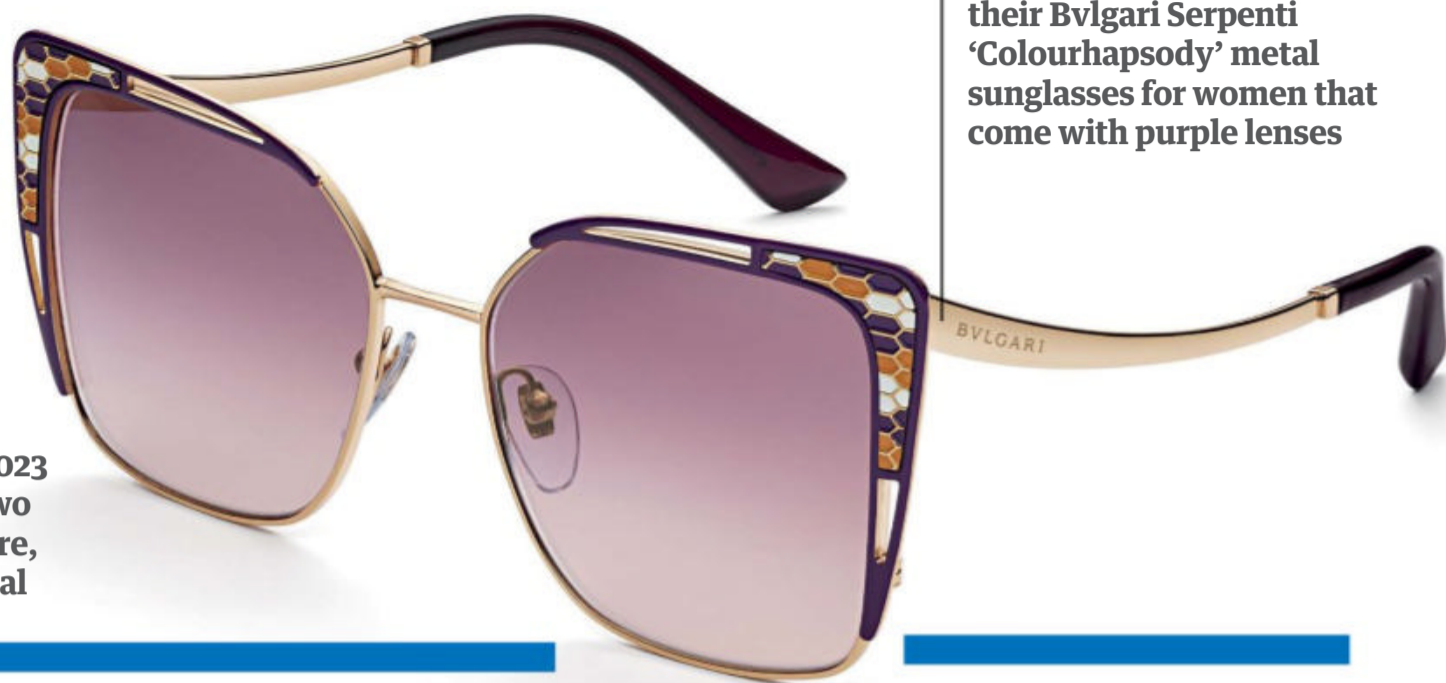 their Bvlgari Serpenti
‘Colourhapsody’ metal
sunglasses for women that
come with purple lenses
BVLGARI